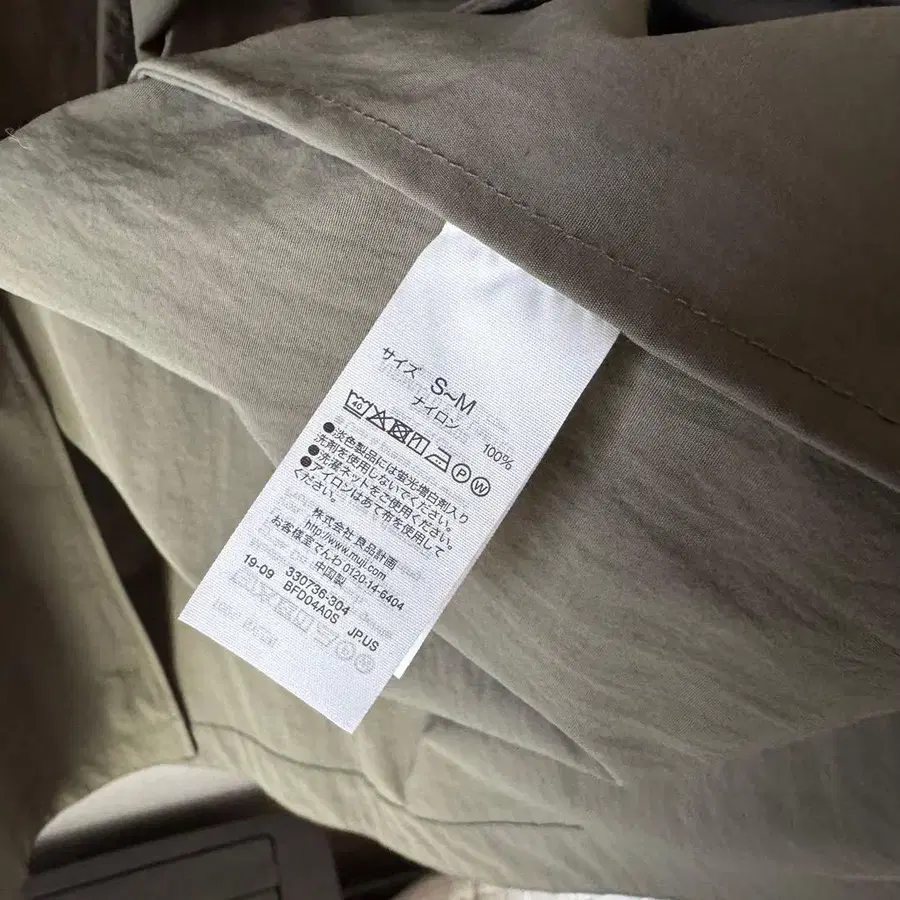 サイズ S~M
ナイロン 100%
40 P W
●淡色製品には蛍光増白剤入り
洗剤を使用しないでください。
●洗濯ネットをご使用ください。
●アイロンはあて布を使用して
ください。
株式会社 良品計画
http://www.muji.com
お客様室でんわ 0120-14-6404
中国製
19-09 330736-304
BFD04A0S JP.US